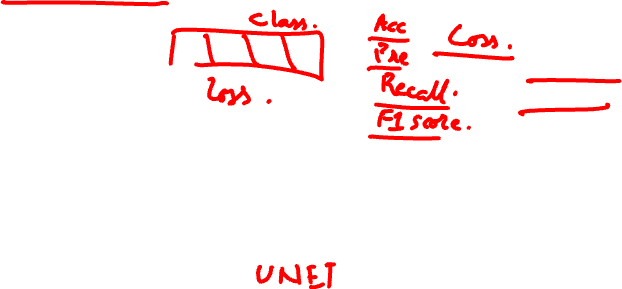 Class.
Loss.
Acc
Pre
Loss.
Recall.
F1 score.
UNET